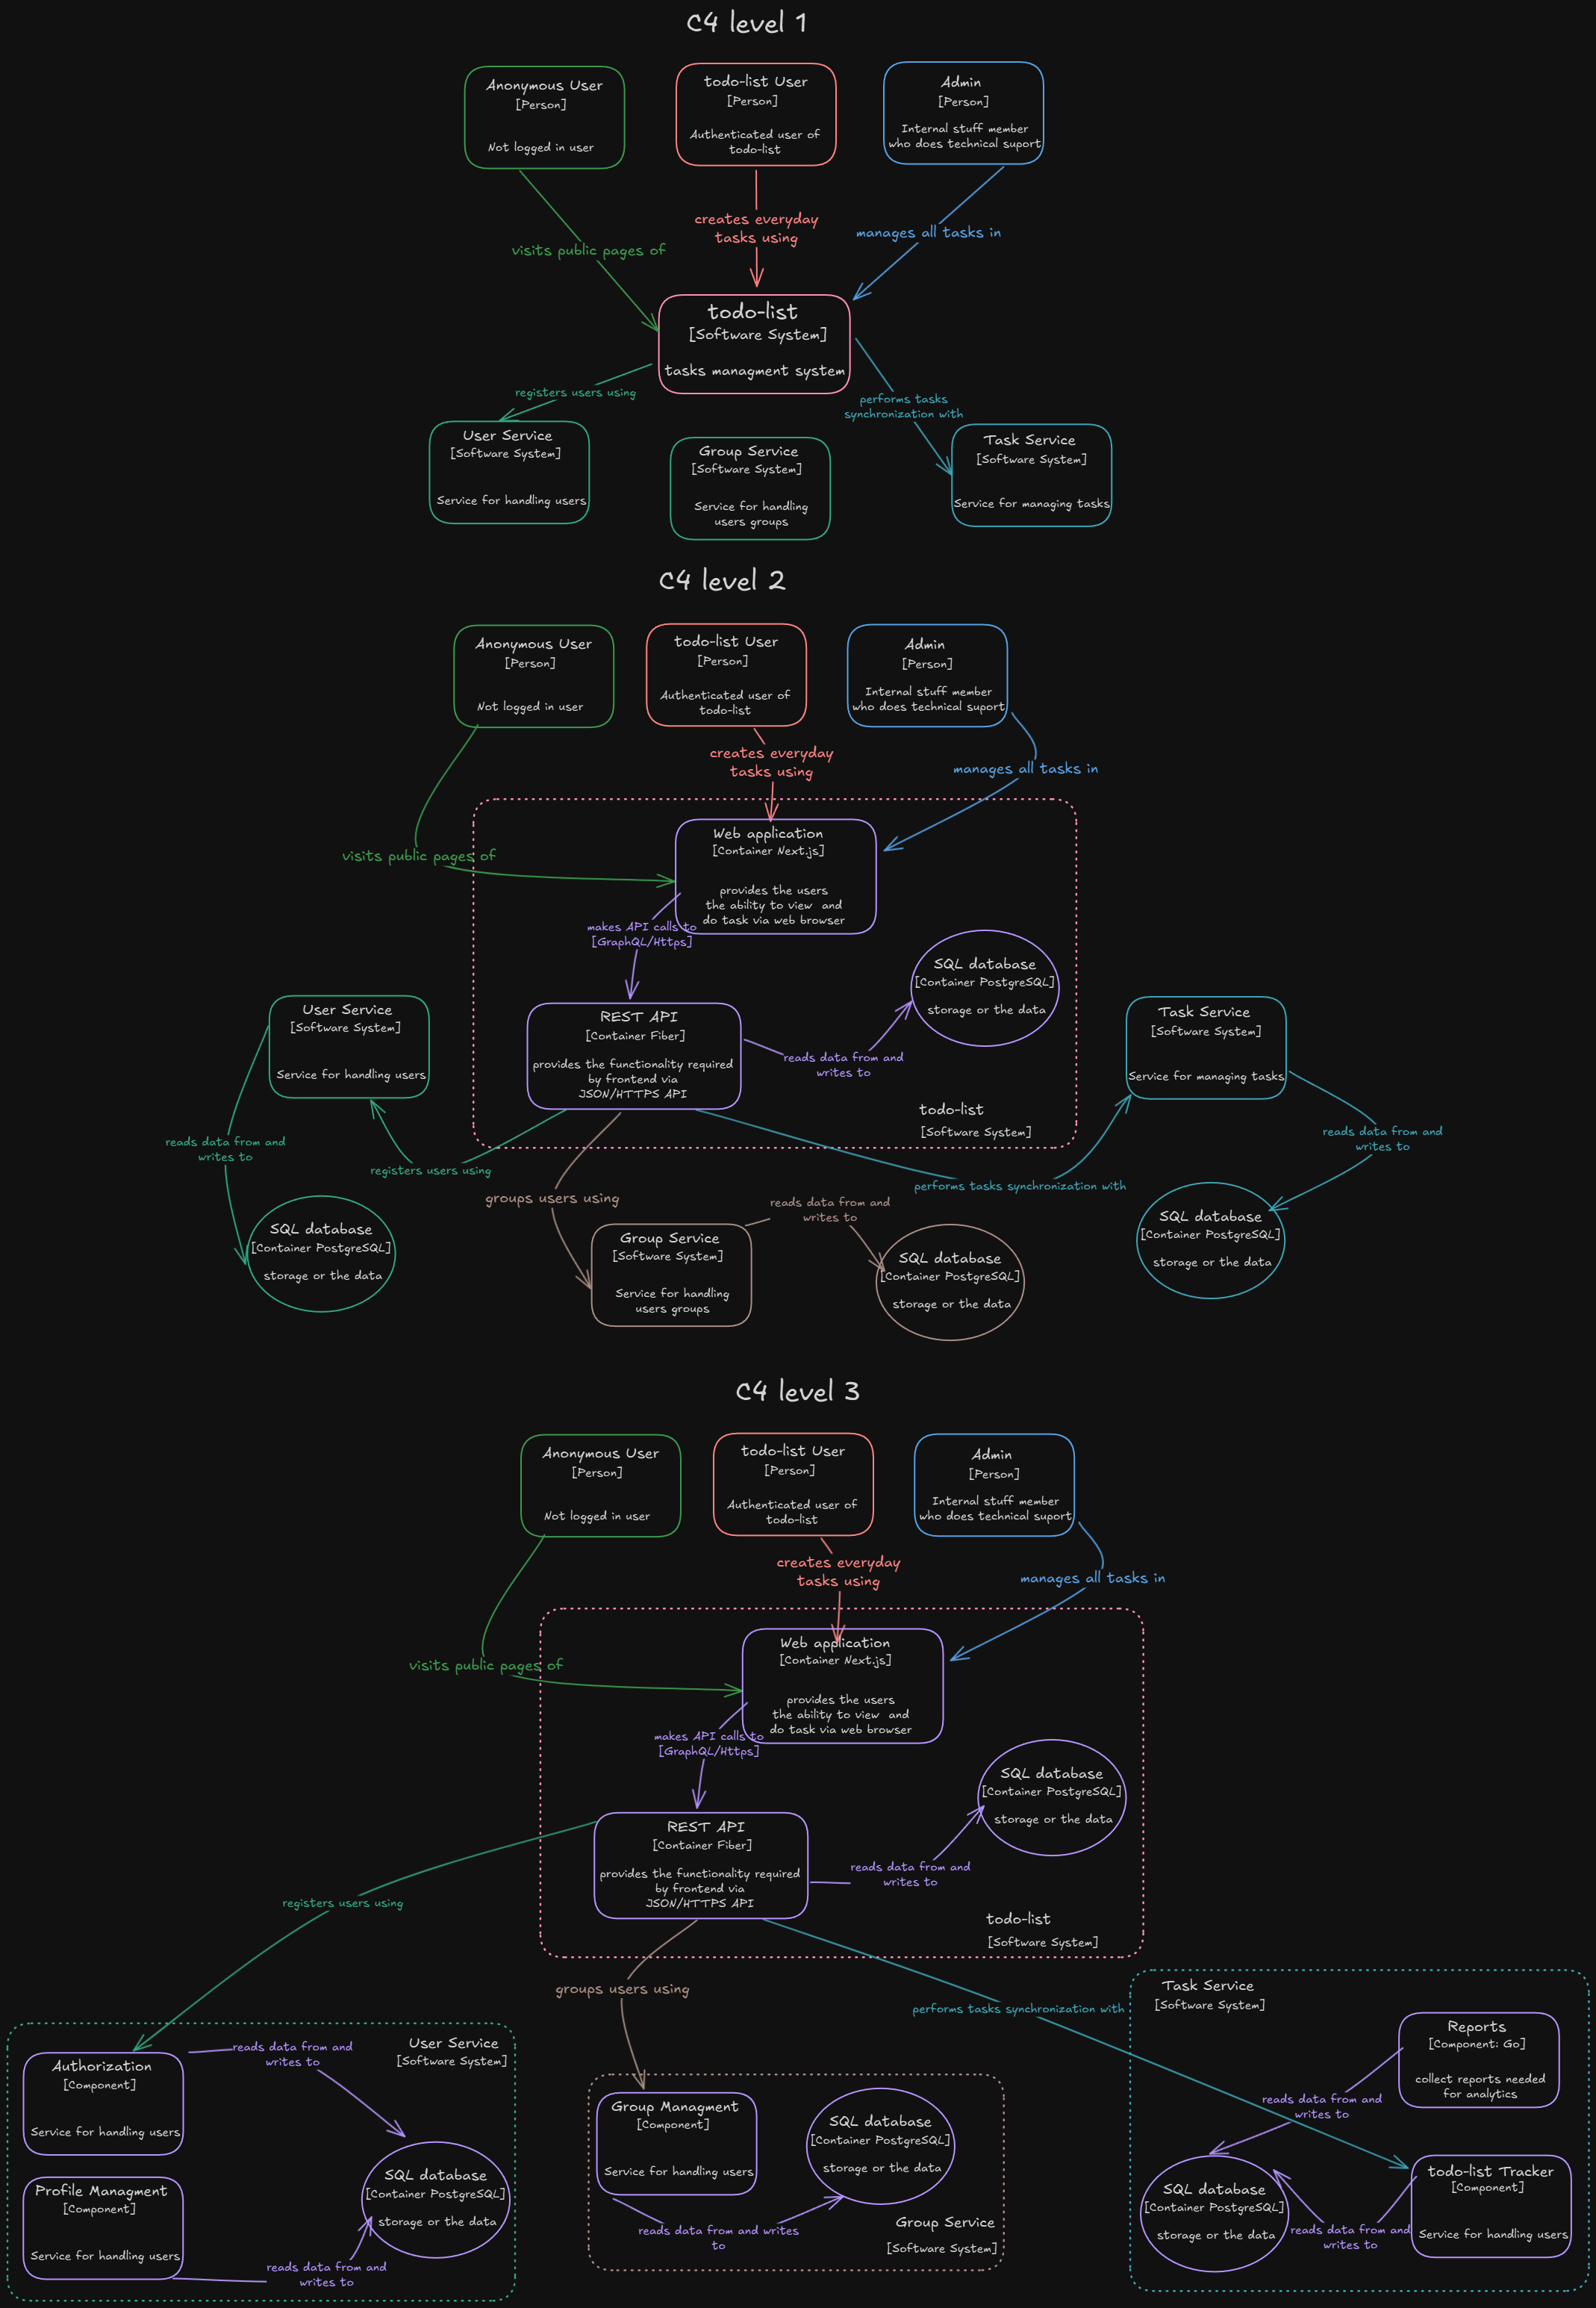 C4 level 1
Anonymous User
[Person]
Not logged in user
todo-list User
[Person]
Authenticated user of
todo-list
Admin
[Person]
Internal stuff member
who does technical suport
visits public pages of
creates everyday
tasks using
manages all tasks in
todo-list
[Software System]
tasks managment system
registers users using
performs tasks
synchronization with
User Service
[Software System]
Service for handling users
Group Service
[Software System]
Service for handling
users groups
Task Service
[Software System]
Service for managing tasks
C4 level 2
Anonymous User
[Person]
Not logged in user
todo-list User
[Person]
Authenticated user of
todo-list
Admin
[Person]
Internal stuff member
who does technical suport
creates everyday
tasks using
manages all tasks in
visits public pages of
Web application
[Container Next.js]
provides the users
the ability to view  and
do task via web browser
makes API calls to
[GraphQL/Https]
SQL database
[Container PostgreSQL]
storage or the data
REST API
[Container Fiber]
provides the functionality required
by frontend via
JSON/HTTPS API
reads data from and
writes to
todo-list
[Software System]
User Service
[Software System]
Service for handling users
Task Service
[Software System]
Service for managing tasks
reads data from and
writes to
registers users using
groups users using
performs tasks synchronization with
reads data from and
writes to
SQL database
[Container PostgreSQL]
storage or the data
Group Service
[Software System]
Service for handling
users groups
reads data from and
writes to
SQL database
[Container PostgreSQL]
storage or the data
SQL database
[Container PostgreSQL]
storage or the data
C4 level 3
Anonymous User
[Person]
Not logged in user
todo-list User
[Person]
Authenticated user of
todo-list
Admin
[Person]
Internal stuff member
who does technical suport
creates everyday
tasks using
manages all tasks in
visits public pages of
Web application
[Container Next.js]
provides the users
the ability to view  and
do task via web browser
makes API calls to
[GraphQL/Https]
SQL database
[Container PostgreSQL]
storage or the data
REST API
[Container Fiber]
provides the functionality required
by frontend via
JSON/HTTPS API
reads data from and
writes to
todo-list
[Software System]
registers users using
groups users using
performs tasks synchronization with
User Service
[Software System]
Authorization
[Component]
Service for handling users
reads data from and
writes to
Profile Managment
[Component]
Service for handling users
SQL database
[Container PostgreSQL]
storage or the data
reads data from and
writes to
Group Managment
[Component]
Service for handling users
SQL database
[Container PostgreSQL]
storage or the data
reads data from and writes
to
Group Service
[Software System]
Task Service
[Software System]
Reports
[Component: Go]
collect reports needed
for analytics
reads data from and
writes to
SQL database
[Container PostgreSQL]
storage or the data
todo-list Tracker
[Component]
Service for handling users
reads data from and
writes to